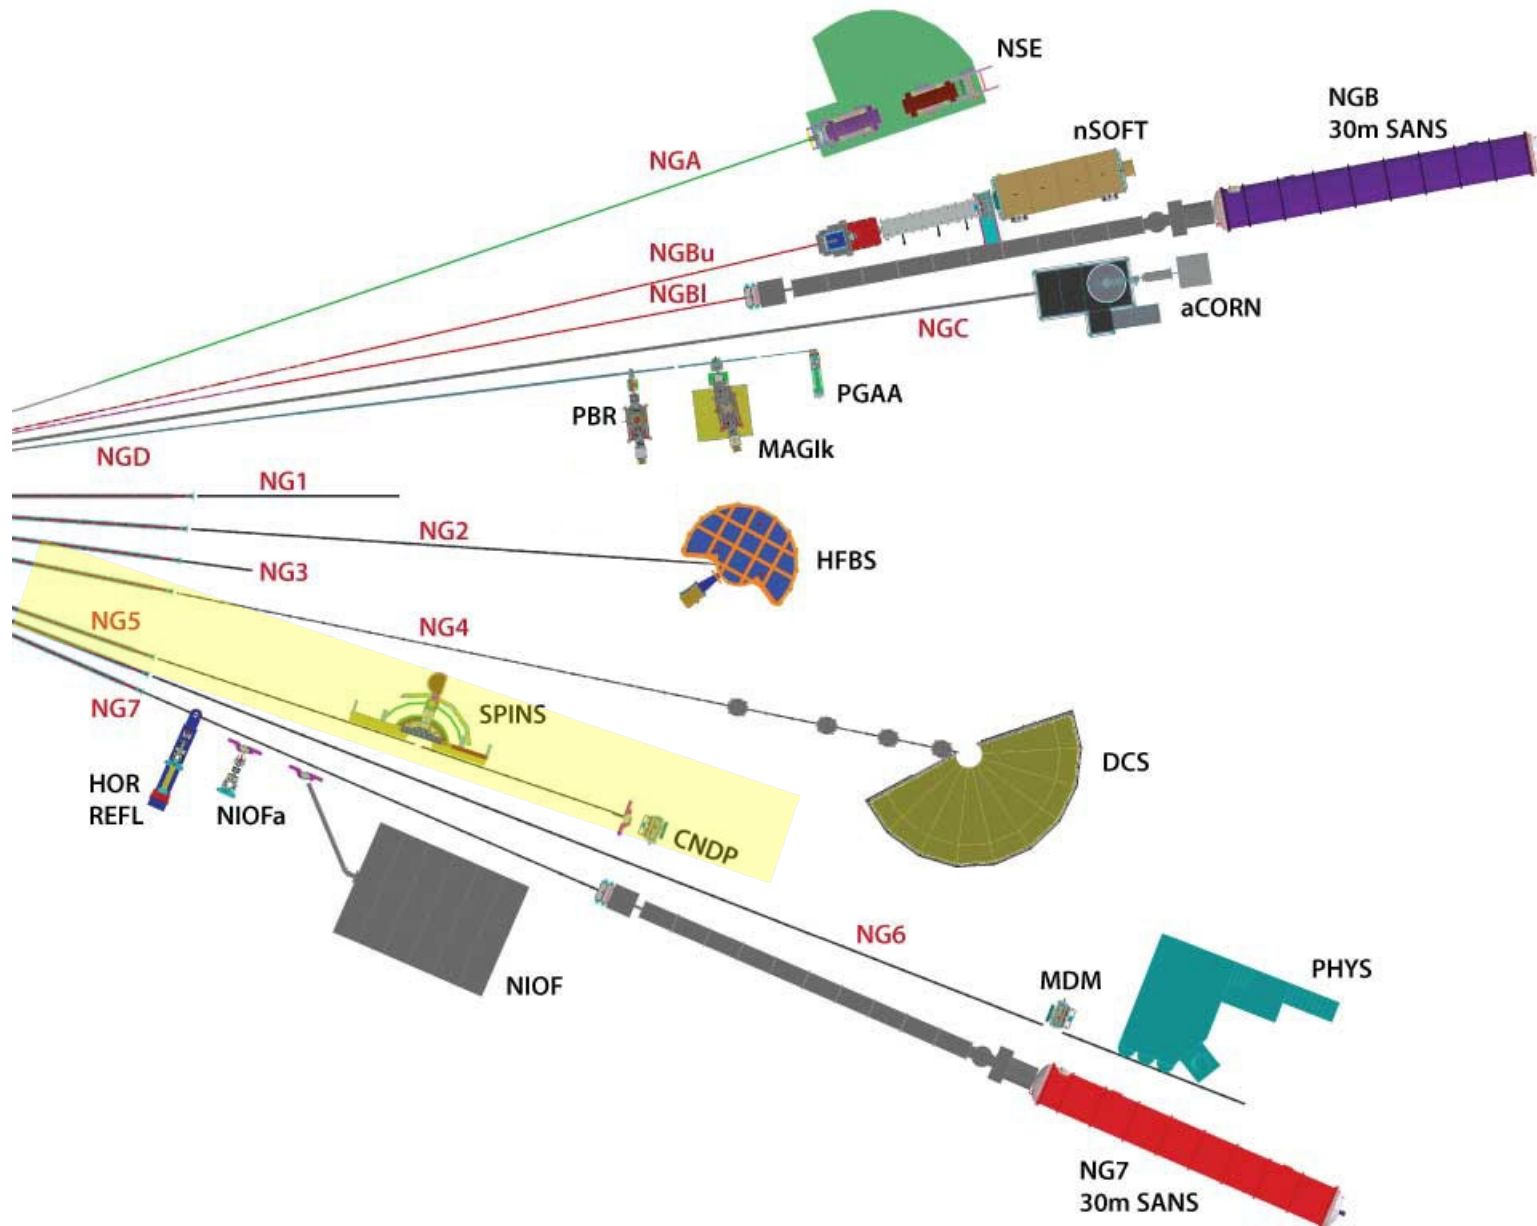 NSE
NGB
30m SANS
nSOFT
NGA
NGBu
NGBl
aCORN
NGC
PGAA
PBR
MAGIk
NGD
NG1
NG2
HFBS
NG3
NG5
NG4
NG7
SPINS
DCS
HOR
REFL
NIOFa
CNDP
NG6
NIOF
MDM
PHYS
NG7
30m SANS